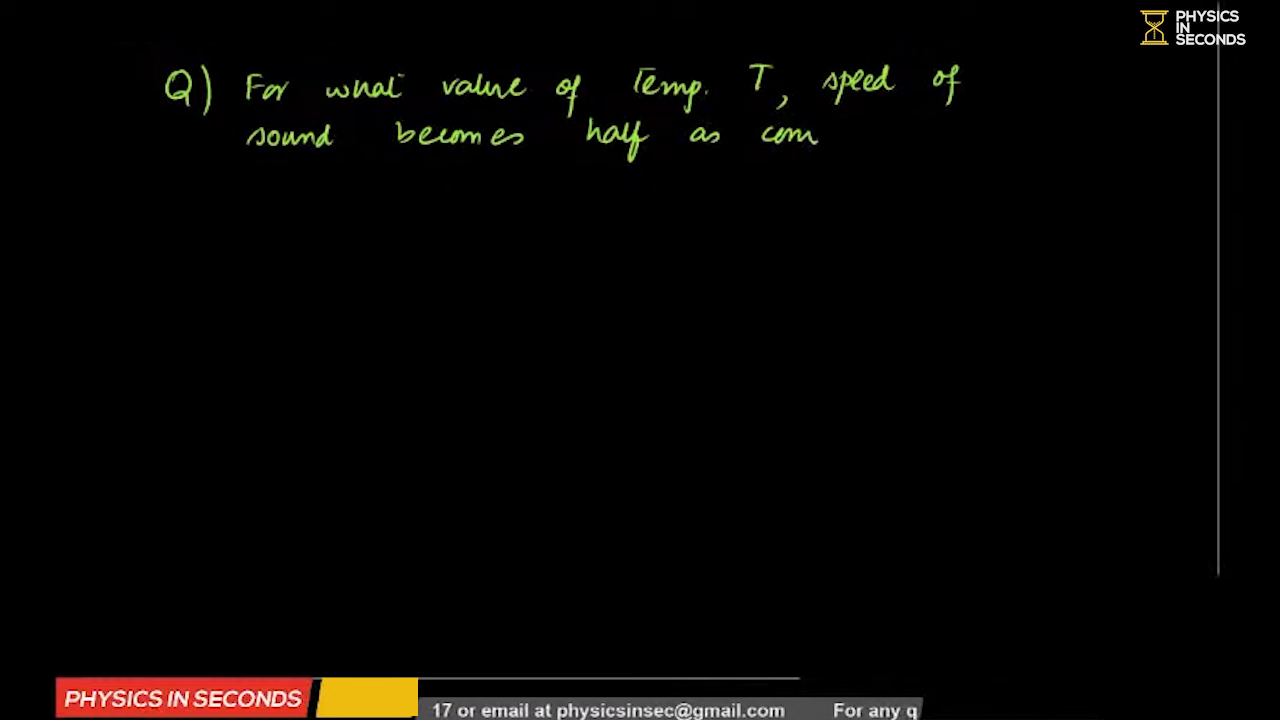 PHYSICS
IN
SECONDS
Q) For what value of Temp. T, speed of
sound becomes half as com
PHYSICS IN SECONDS
17 or email at physicsinsec@gmail.com For any q